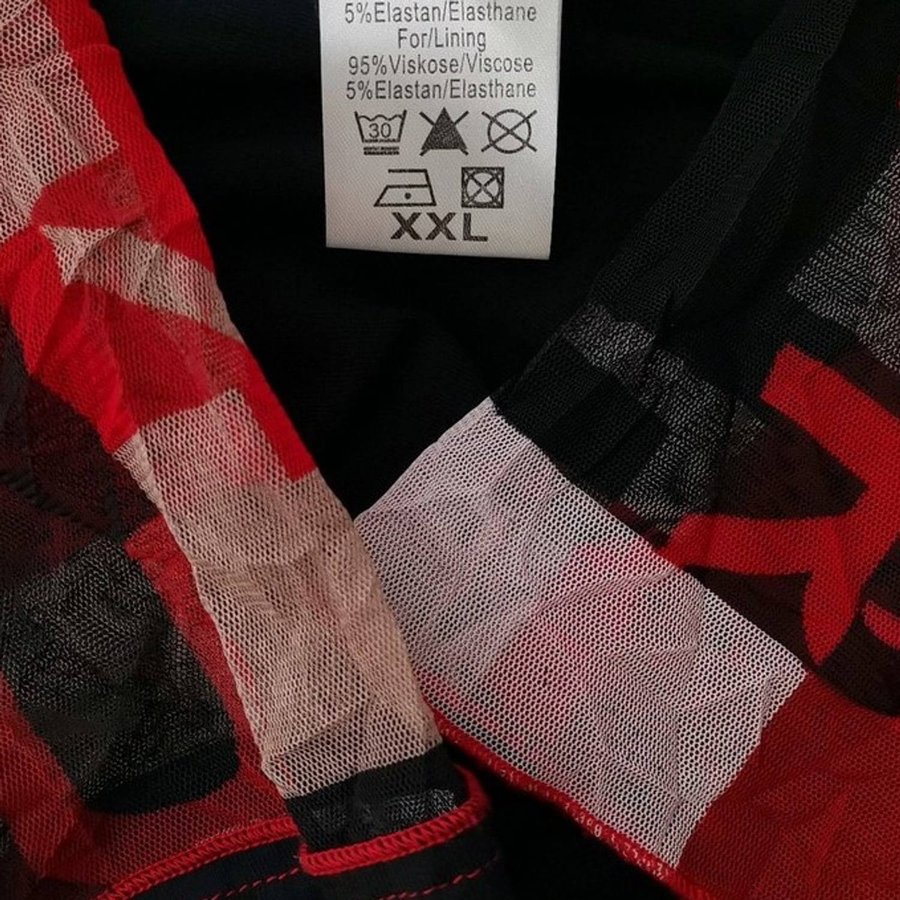 5%Elastan/Elasthane
For/Lining
95%Viskose/Viscose
5%Elastan/Elasthane
30
XXL